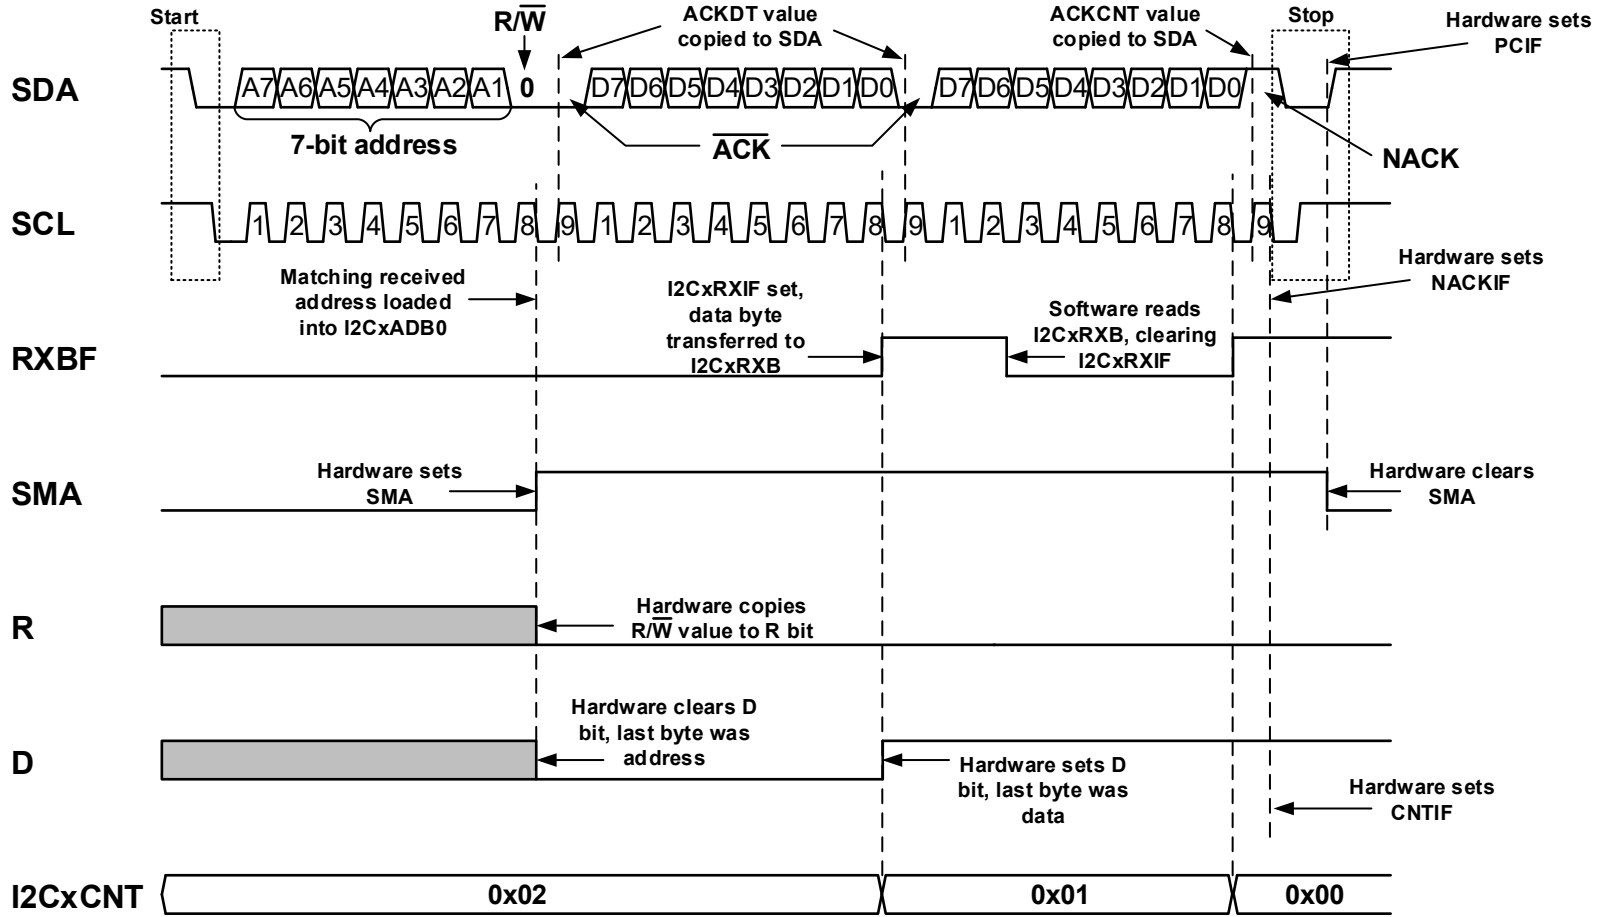 Start
R/W
ACKDT value
copied to SDA
ACKCNT value
copied to SDA
Stop
Hardware sets
PCIF
SDA
A7 A6 A5 A4 A3 A2 A1 0 D7 D6 D5 D4 D3 D2 D1 D0 D7 D6 D5 D4 D3 D2 D1 D0
7-bit address
ACK
NACK
SCL
1 2 3 4 5 6 7 8 9 1 2 3 4 5 6 7 8 9 1 2 3 4 5 6 7 8 9
Matching received
address loaded
into I2CxADB0
I2CxRXIF set,
data byte
transferred to
I2CxRXB
Software reads
I2CxRXB, clearing
I2CxRXIF
Hardware sets
NACKIF
RXBF
SMA
Hardware sets
SMA
Hardware clears
SMA
R
Hardware copies
R/W value to R bit
D
Hardware clears D
bit, last byte was
address
Hardware sets D
bit, last byte was
data
Hardware sets
CNTIF
I2CxCNT
0x02
0x01
0x00